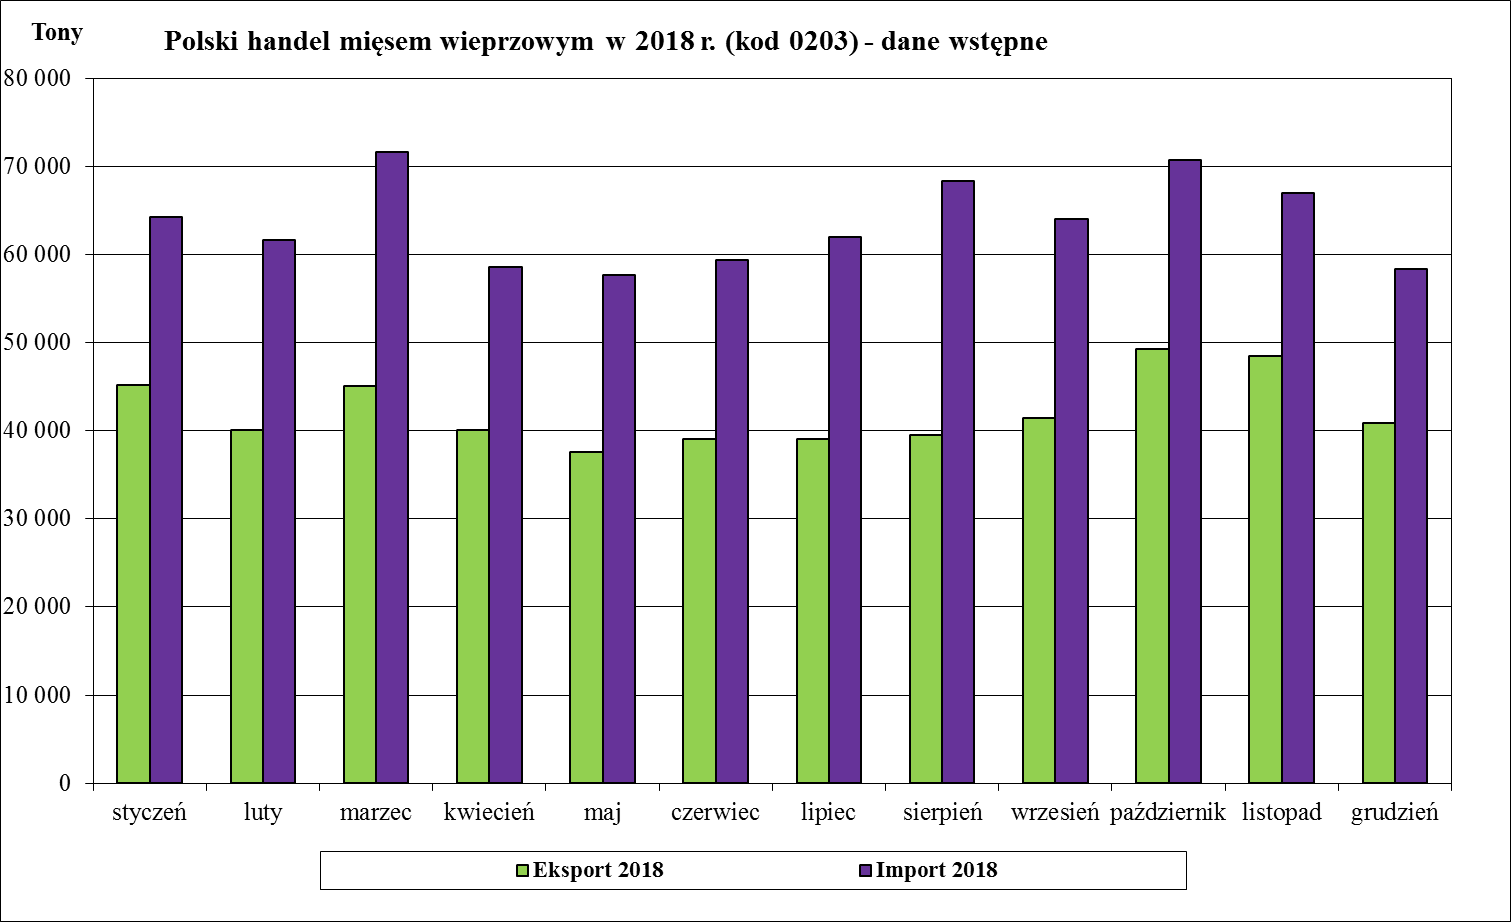 Tony
Polski handel mięsem wieprzowym w 2018 r. (kod 0203) - dane wstępne
80 000
70 000
60 000
50 000
40 000
30 000
20 000
10 000
0
styczeń luty marzec kwiecień maj czerwiec lipiec sierpień wrzesień październik listopad grudzień
Eksport 2018 Import 2018